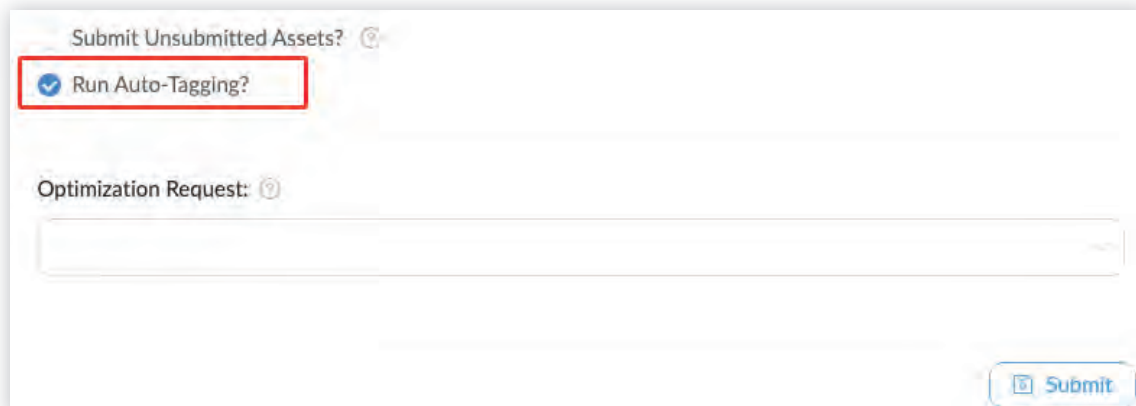 Submit Unsubmitted Assets?
Run Auto-Tagging?
Optimization Request:
Submit